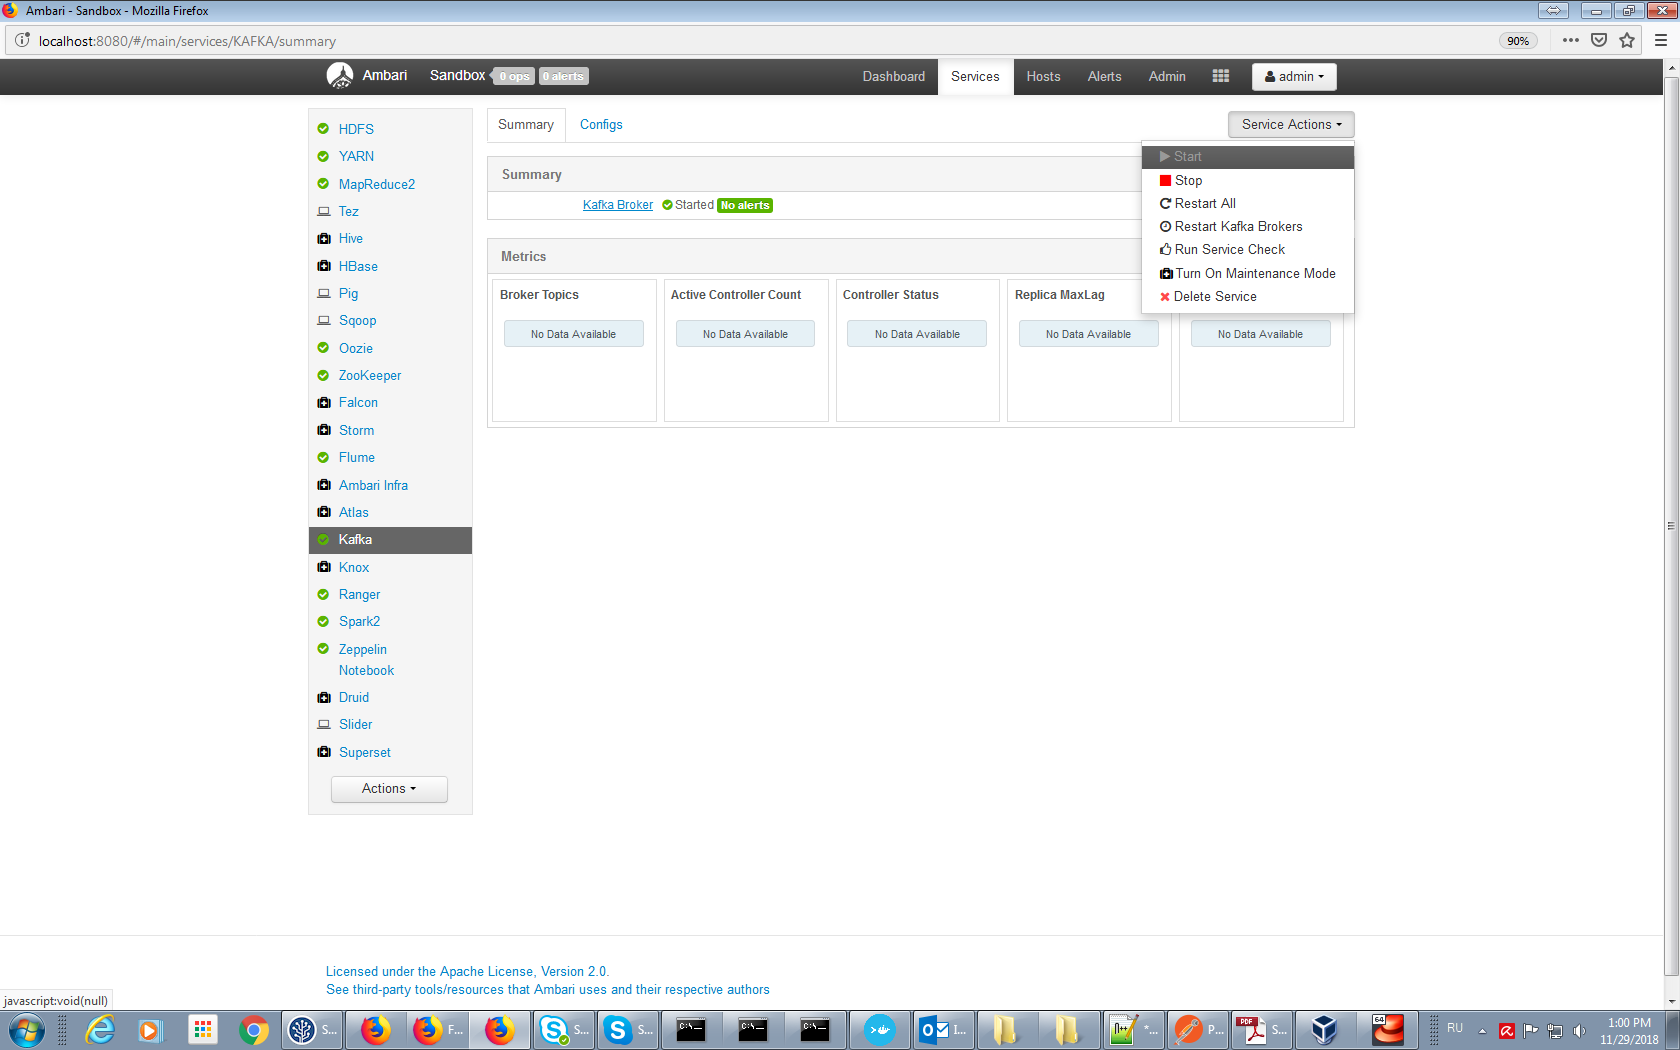 Ambari - Sandbox - Mozilla Firefox
localhost:8080/#/main/services/KAFKA/summary
90%
Ambari Sandbox 0 ops 0 alerts Dashboard Services Hosts Alerts Admin admin
HDFS
YARN
MapReduce2
Tez
Hive
HBase
Pig
Sqoop
Oozie
ZooKeeper
Falcon
Storm
Flume
Ambari Infra
Atlas
Kafka
Knox
Ranger
Spark2
Zeppelin
Notebook
Druid
Slider
Superset
Actions
Summary Configs
Service Actions
Start
Stop
Restart All
Restart Kafka Brokers
Run Service Check
Turn On Maintenance Mode
Delete Service
Summary
Kafka Broker Started No alerts
Metrics
Broker Topics Active Controller Count Controller Status Replica MaxLag
No Data Available No Data Available No Data Available No Data Available No Data Available
Licensed under the Apache License, Version 2.0.
See third-party tools/resources that Ambari uses and their respective authors
javascript:void(null)
S... F... S... S... I... *... P... S... RU
PDF
64
1:00 PM
11/29/2018